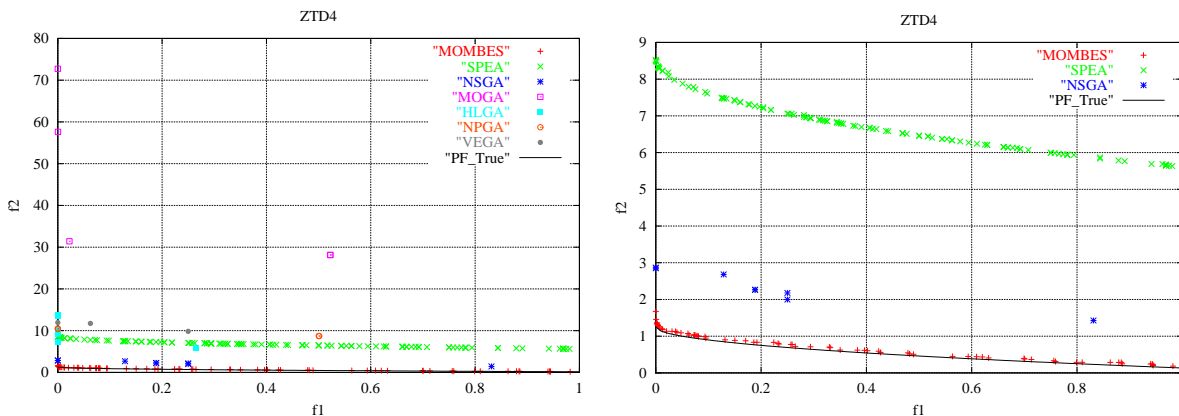 ZTD4
80
70
60
50
40
30
20
10
0
0
0.2
0.4
0.6
0.8
1
f2
f1
"MOMBES"
"SPEA"
"NSGA"
"MOGA"
"HLGA"
"NPGA"
"VEGA"
"PF_True"
ZTD4
9
8
7
6
5
4
3
2
1
0
0
0.2
0.4
0.6
0.8
f2
f1
"MOMBES"
"SPEA"
"NSGA"
"PF_True"